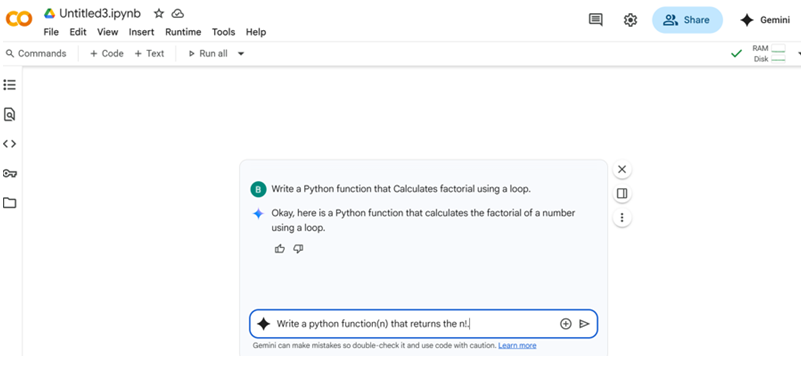 Untitled3.ipynb
File Edit View Insert Runtime Tools Help
Share
Gemini
Commands + Code + Text Run all
RAM
Disk
B
Write a Python function that Calculates factorial using a loop.
Okay, here is a Python function that calculates the factorial of a number
using a loop.
Write a python function(n) that returns the n!.
Gemini can make mistakes so double-check it and use code with caution. Learn more